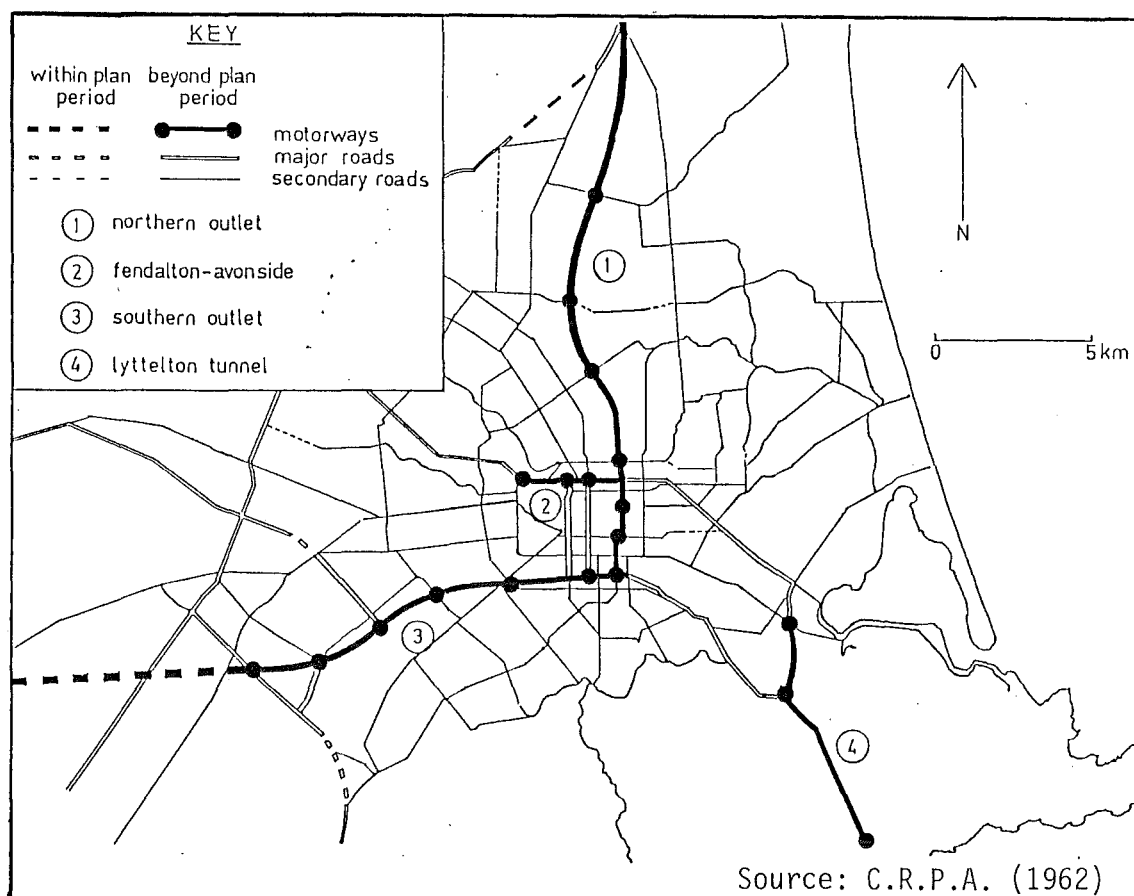 KEY
within plan period
beyond plan period
motorways
major roads
secondary roads
1 northern outlet
2 fendalton-avonside
3 southern outlet
4 lyttelton tunnel
1
2
3
4
N
0 5km
Source: C.R.P.A. (1962)